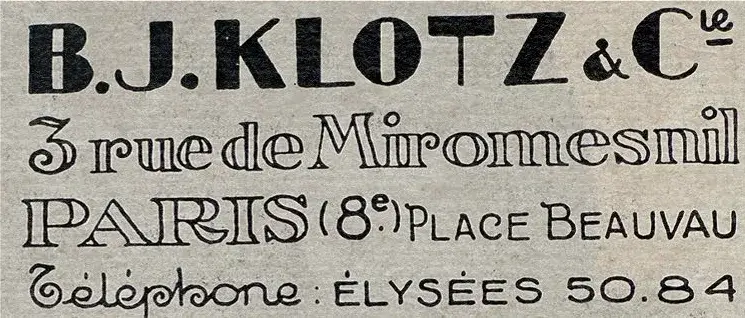 B.J. KLOTZ & Cie
3 rue de Miromesnil
PARIS (8e.) PLACE BEAUVAU
Téléphone : ÉLYSÉES 50.84